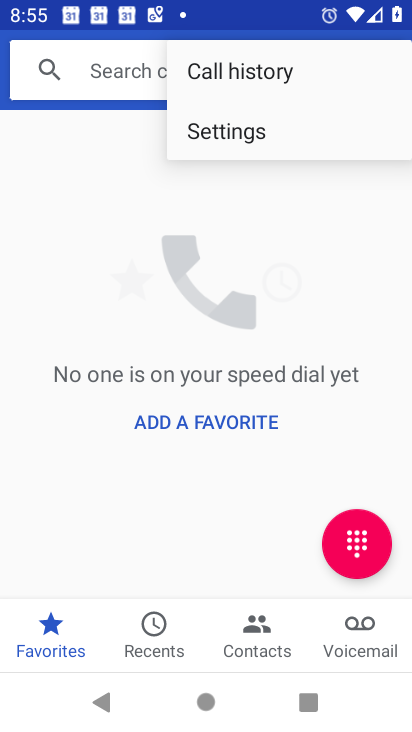 8:55
31 31 31
Search c
Call history
Settings
No one is on your speed dial yet
ADD A FAVORITE
Favorites
Recents
Contacts
Voicemail